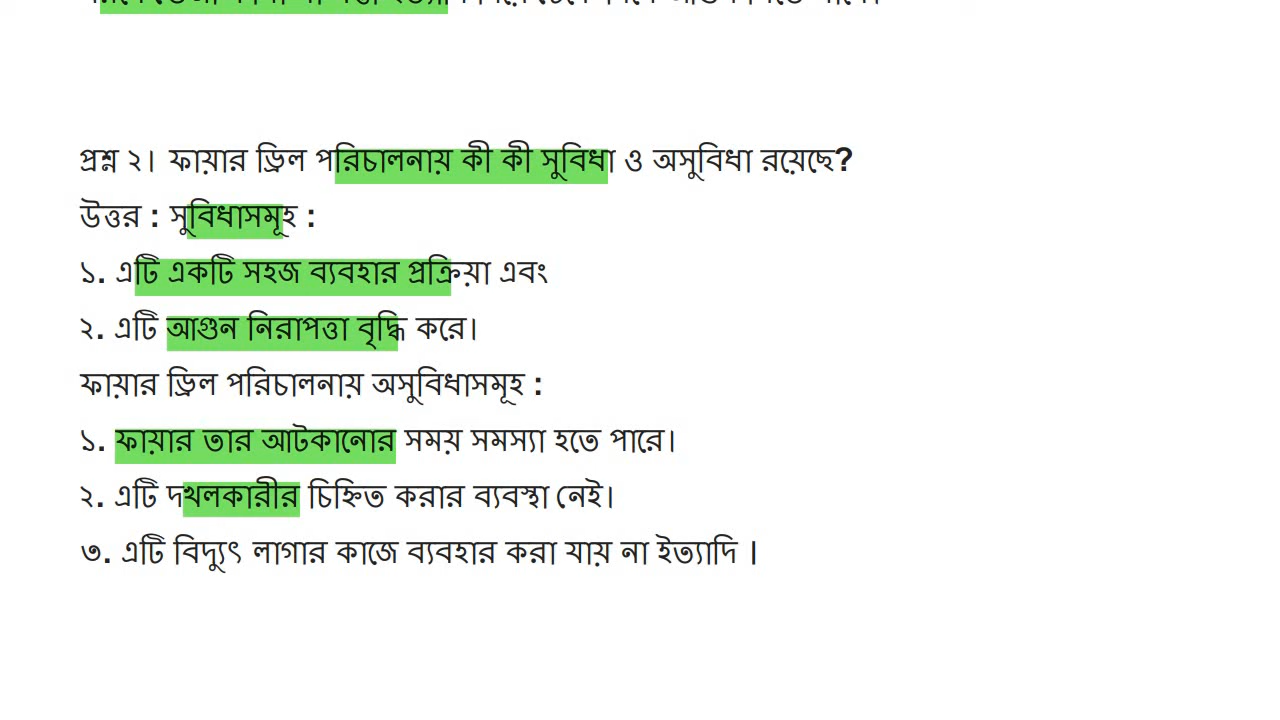 প্রশ্ন ২। ফায়ার ড্রিল পরিচালনায় কী কী সুবিধা ও অসুবিধা রয়েছে?
উত্তর : সুবিধাসমূহ :
১. এটি একটি সহজ ব্যবহার প্রক্রিয়া এবং
২. এটি আগুন নিরাপত্তা বৃদ্ধি করে।
ফায়ার ড্রিল পরিচালনায় অসুবিধাসমূহ :
১. ফায়ার তার আটকানোর সময় সমস্যা হতে পারে।
২. এটি দখলকারীর চিহ্নিত করার ব্যবস্থা নেই।
৩. এটি বিদ্যুৎ লাগার কাজে ব্যবহার করা যায় না ইত্যাদি ।